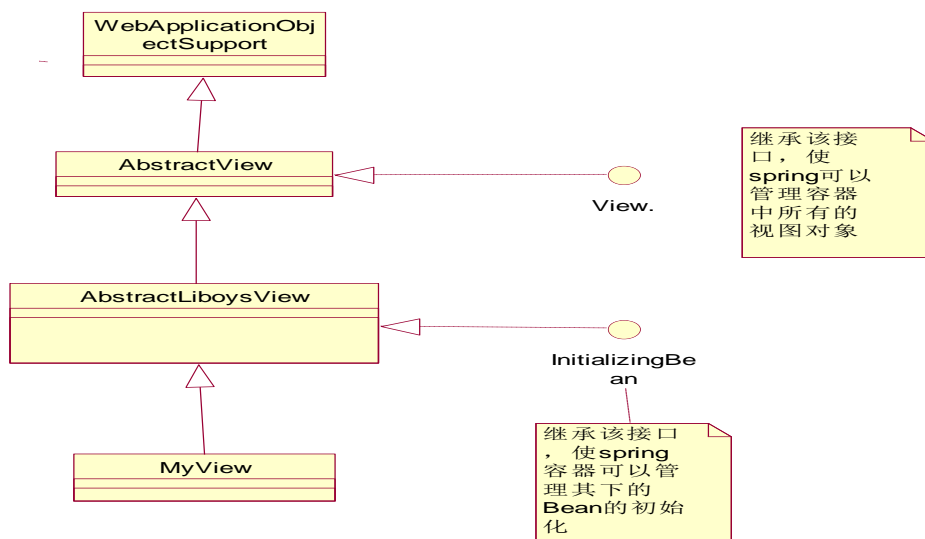 WebApplicationObj
ectSupport
AbstractView
View.
继承该接
口，使
spring可以
管理容器
中所有的
视图对象
AbstractLiboysView
InitializingBe
an
MyView
继承该接口
，使spring
容器可以管
理其下的
Bean的初始
化